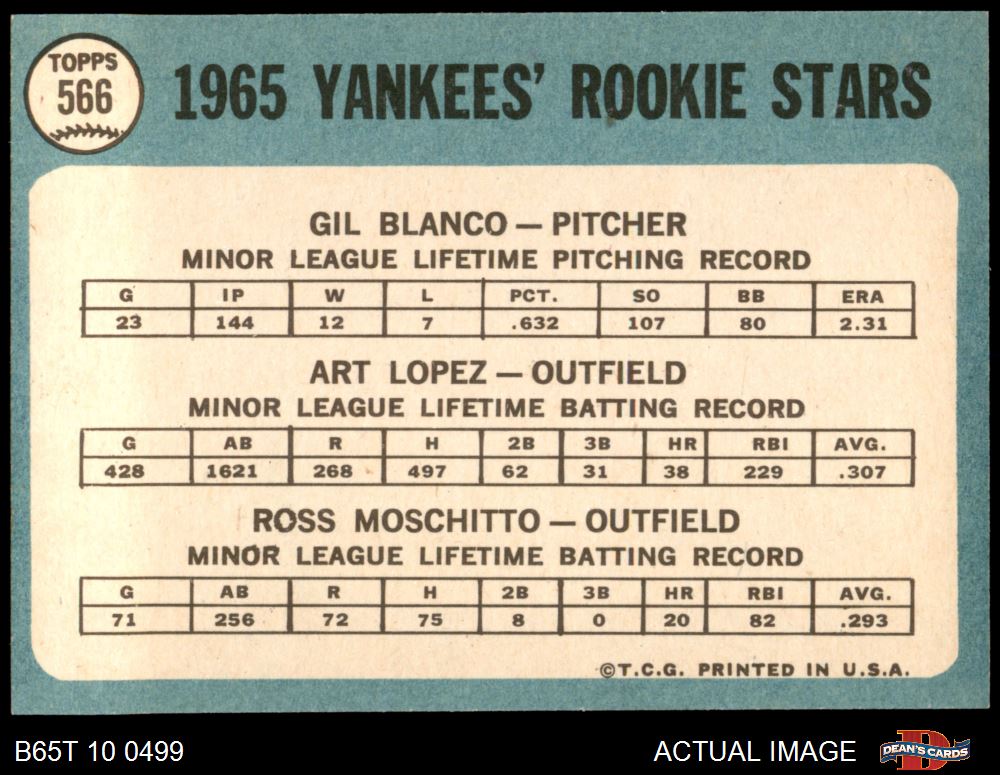 TOPPS
566
1965 YANKEES' ROOKIE STARS
GIL BLANCO — PITCHER
MINOR LEAGUE LIFETIME PITCHING RECORD
G IP W L PCT. SO BB ERA
23 144 12 7 .632 107 80 2.31
ART LOPEZ — OUTFIELD
MINOR LEAGUE LIFETIME BATTING RECORD
G AB R H 2B 3B HR RBI AVG.
428 1621 268 497 62 31 38 229 .307
ROSS MOSCHITTO — OUTFIELD
MINOR LEAGUE LIFETIME BATTING RECORD
G AB R H 2B 3B HR RBI AVG.
71 256 72 75 8 0 20 82 .293
©T.C.G. PRINTED IN U.S.A.
B65T 10 0499 ACTUAL IMAGE DEAN'S CARDS